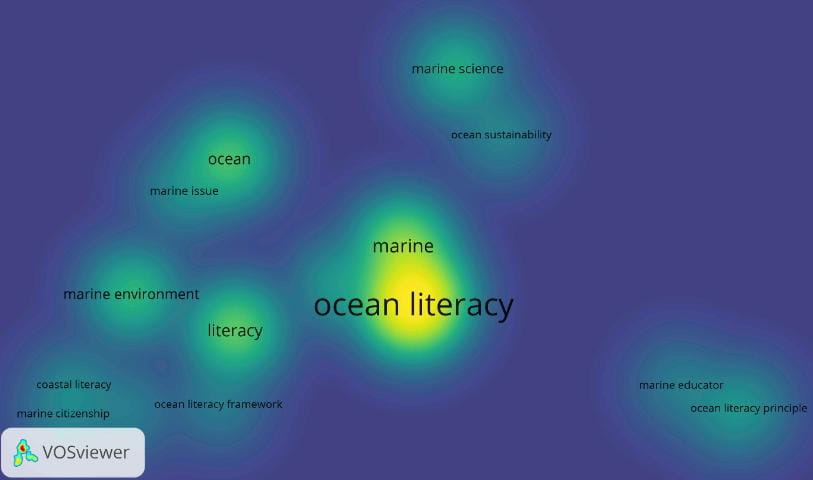 marine science
ocean sustainability
ocean
marine issue
marine
marine environment
ocean literacy
literacy
coastal literacy
marine educator
ocean literacy framework
ocean literacy principle
marine citizenship
VOSviewer